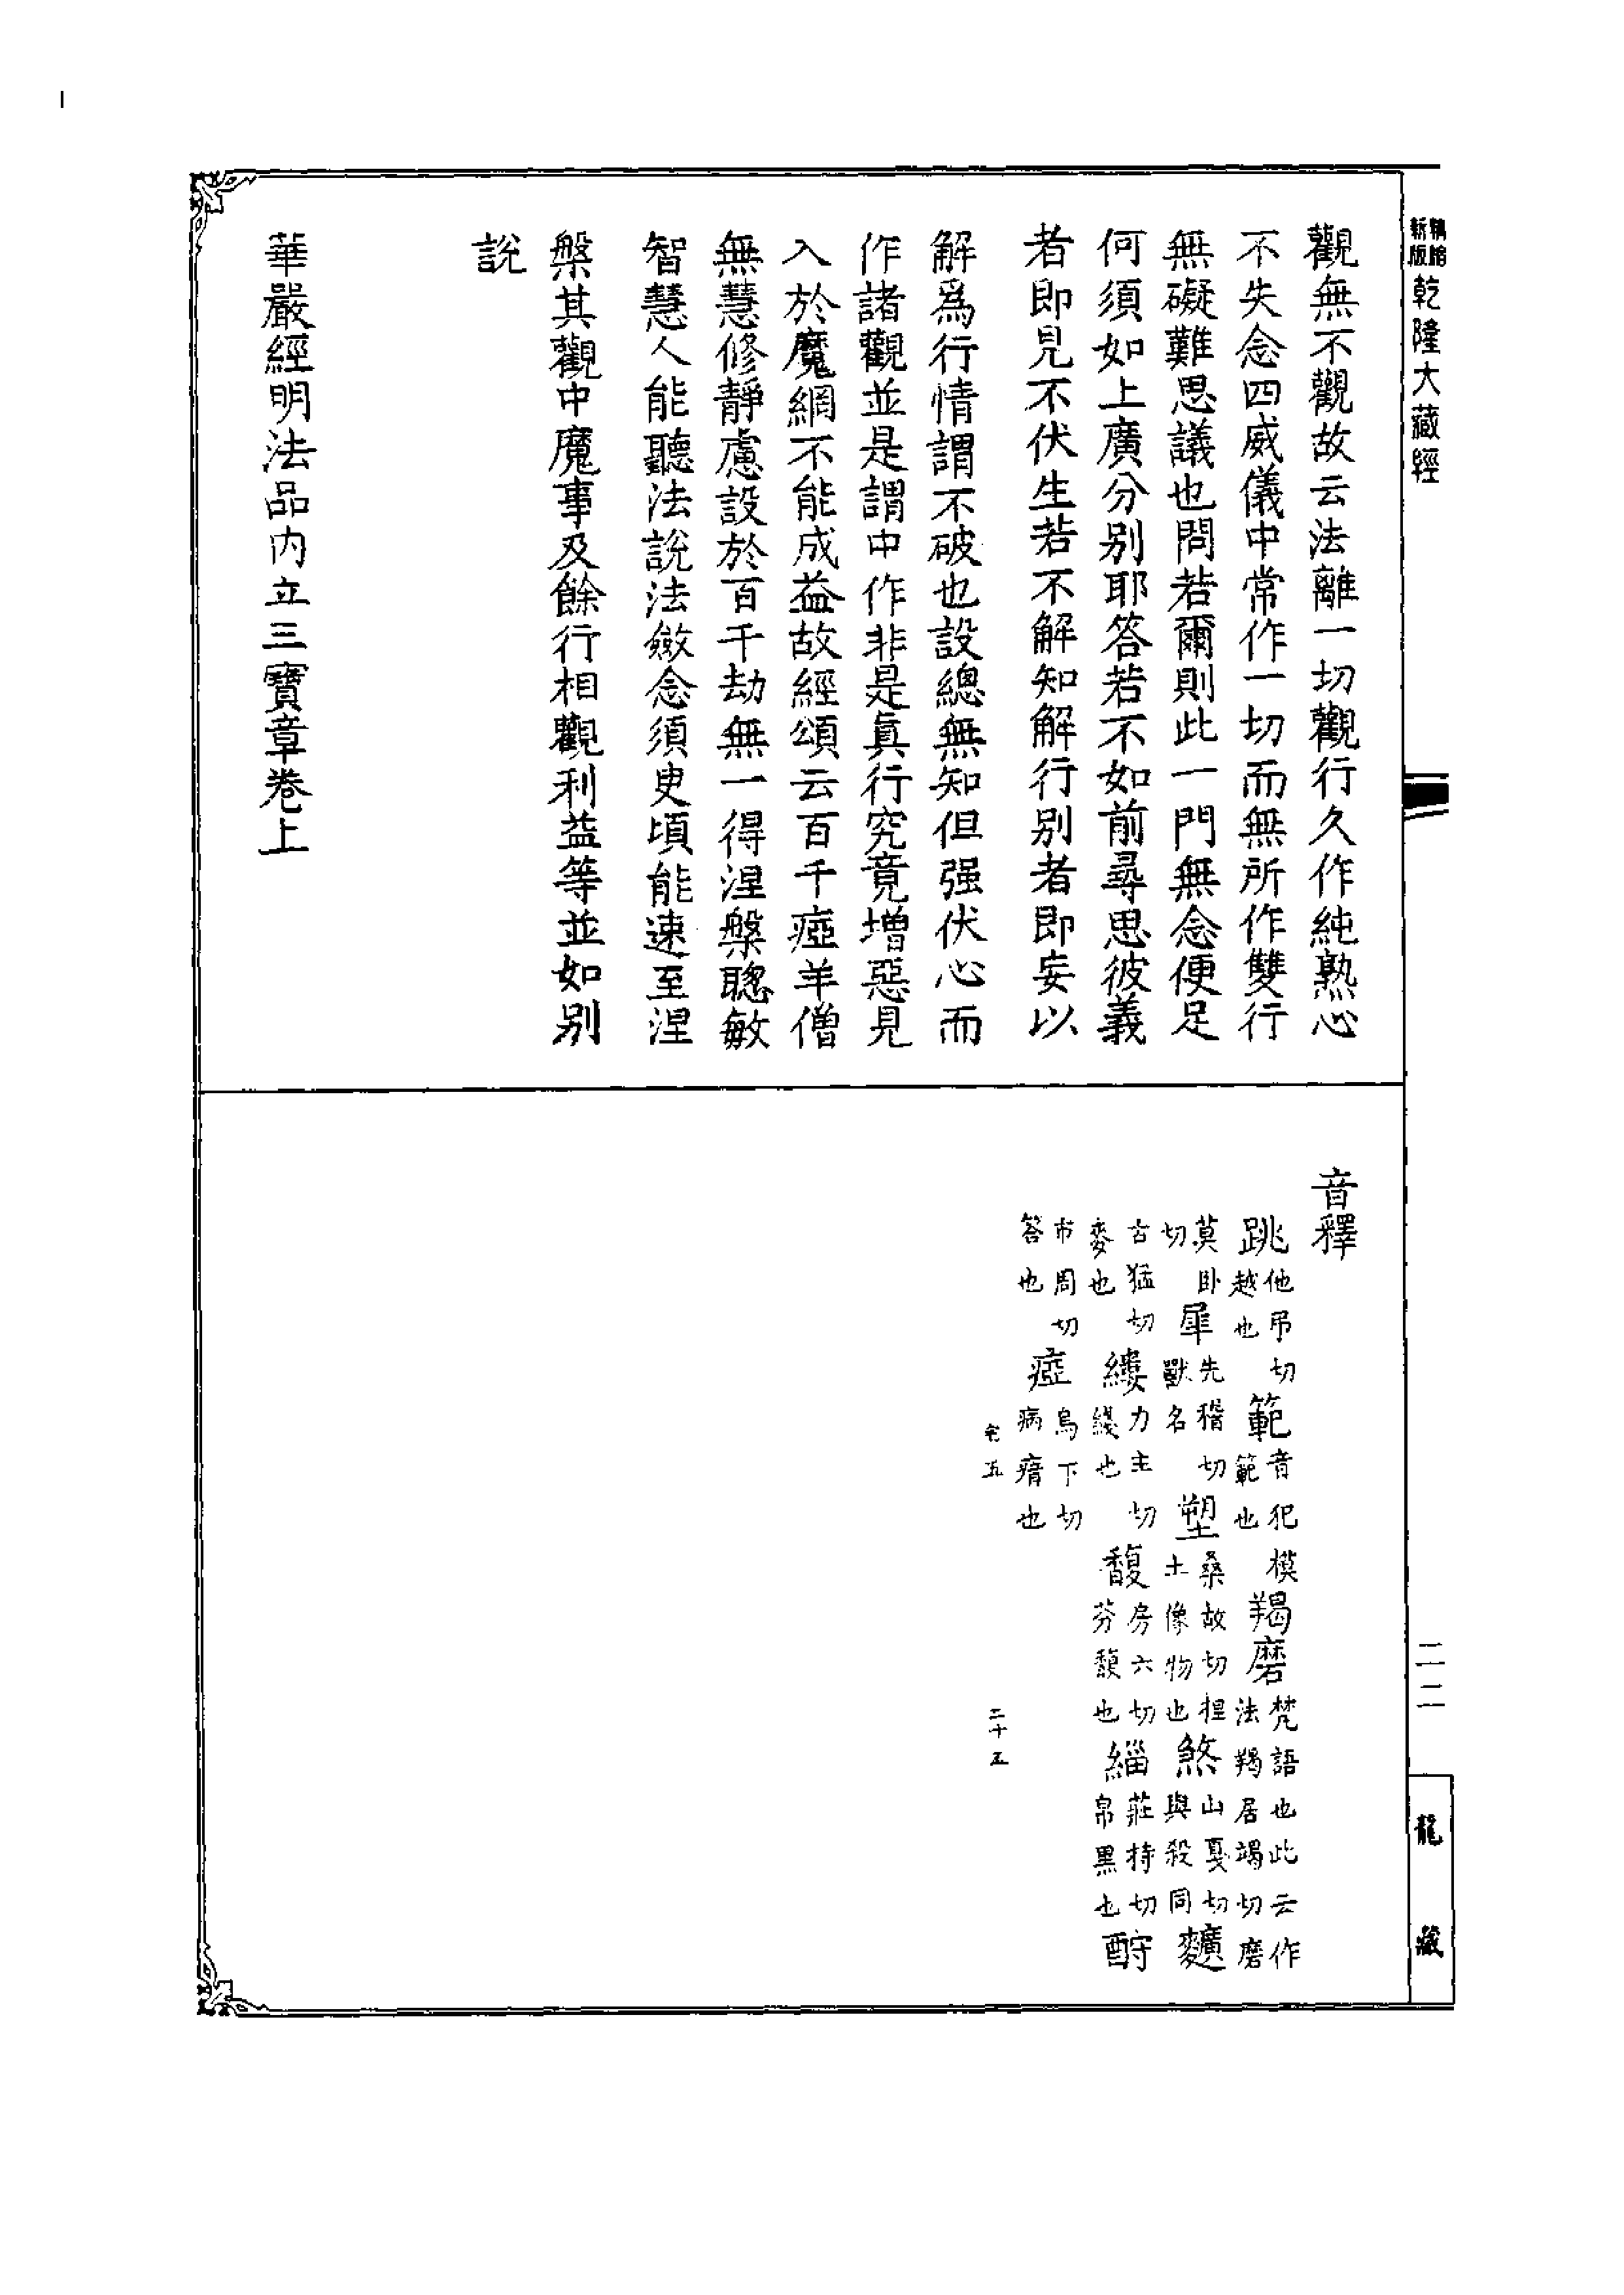 新版
乾隆大藏經
觀無不觀故云法離一切觀行久作純熟心
不失念四威儀中常作一切而無所作雙行
無礙難思議也問若爾則此一門無念便足
何須如上廣分別耶答若不如前尋思彼義
者即見不伏生若不解知解行別者即妄以
解爲行情謂不破也設總無知但强伏心而
作諸觀並是謂中作非是眞行究竟增惡見
入於魔網不能成益故經頌云百千瘂羊僧
無慧修靜慮設於百千劫無一得涅槃聰敏
智慧人能聽法說法斂念須臾頃能速至涅
槃其觀中魔事及餘行相觀利益等並如別
說
華嚴經明法品内立三寶章卷上
音釋
跳他弔切越也範音犯模範也羯磨梵語也此云作法羯居竭切磨
莫卧切犀先稽切獸名塑桑故切捏土像物也煞山戛切與殺同䵃
古猛切麥也縷力主切綫也馥房六切芬馥也緇莊持切帛黑也酧
市周切答也瘂烏下切病瘖也
宅五
二十五
二二
龍藏